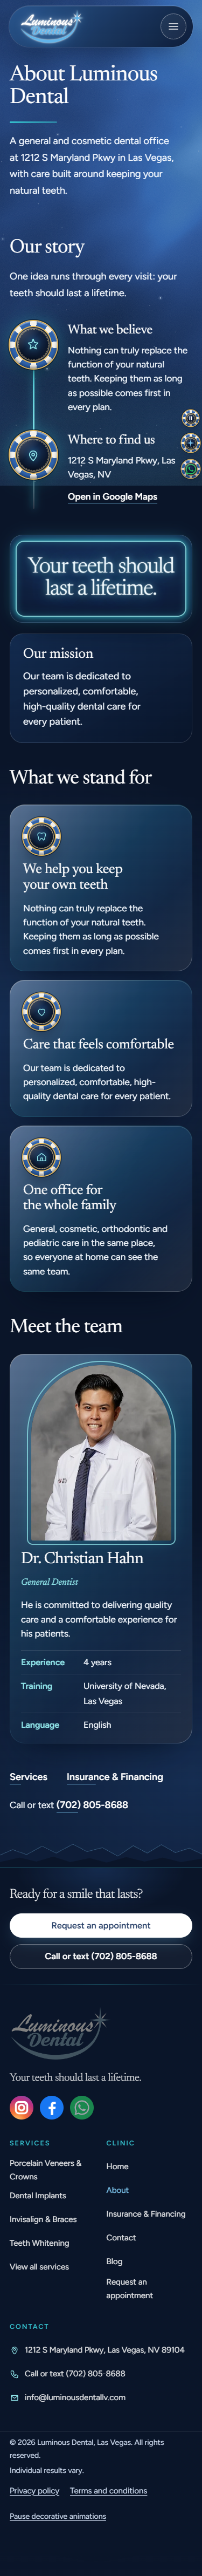 Luminous
Dental
About Luminous
Dental
A general and cosmetic dental office
at 1212 S Maryland Pkwy in Las Vegas,
with care built around keeping your
natural teeth.
Our story
One idea runs through every visit: your
teeth should last a lifetime.
What we believe
Nothing can truly replace the
function of your natural
teeth. Keeping them as long
as possible comes first in
every plan.
Where to find us
1212 S Maryland Pkwy, Las
Vegas, NV
Open in Google Maps
Your teeth should
last a lifetime.
Our mission
Our team is dedicated to
personalized, comfortable,
high-quality dental care for
every patient.
What we stand for
We help you keep
your own teeth
Nothing can truly replace the
function of your natural teeth.
Keeping them as long as possible
comes first in every plan.
Care that feels comfortable
Our team is dedicated to
personalized, comfortable, high-
quality dental care for every patient.
One office for
the whole family
General, cosmetic, orthodontic and
pediatric care in the same place,
so everyone at home can see the
same team.
Meet the team
Dr. Christian Hahn
General Dentist
He is committed to delivering quality
care and a comfortable experience for
his patients.
Experience 4 years
Training University of Nevada,
Las Vegas
Language English
Services Insurance & Financing
Call or text (702) 805-8688
Ready for a smile that lasts?
Request an appointment
Call or text (702) 805-8688
Luminous
Dental
Your teeth should last a lifetime.
SERVICES
Porcelain Veneers &
Crowns
Dental Implants
Invisalign & Braces
Teeth Whitening
View all services
CLINIC
Home
About
Insurance & Financing
Contact
Blog
Request an
appointment
CONTACT
1212 S Maryland Pkwy, Las Vegas, NV 89104
Call or text (702) 805-8688
info@luminousdentallv.com
© 2026 Luminous Dental, Las Vegas. All rights
reserved.
Individual results vary.
Privacy policy Terms and conditions
Pause decorative animations